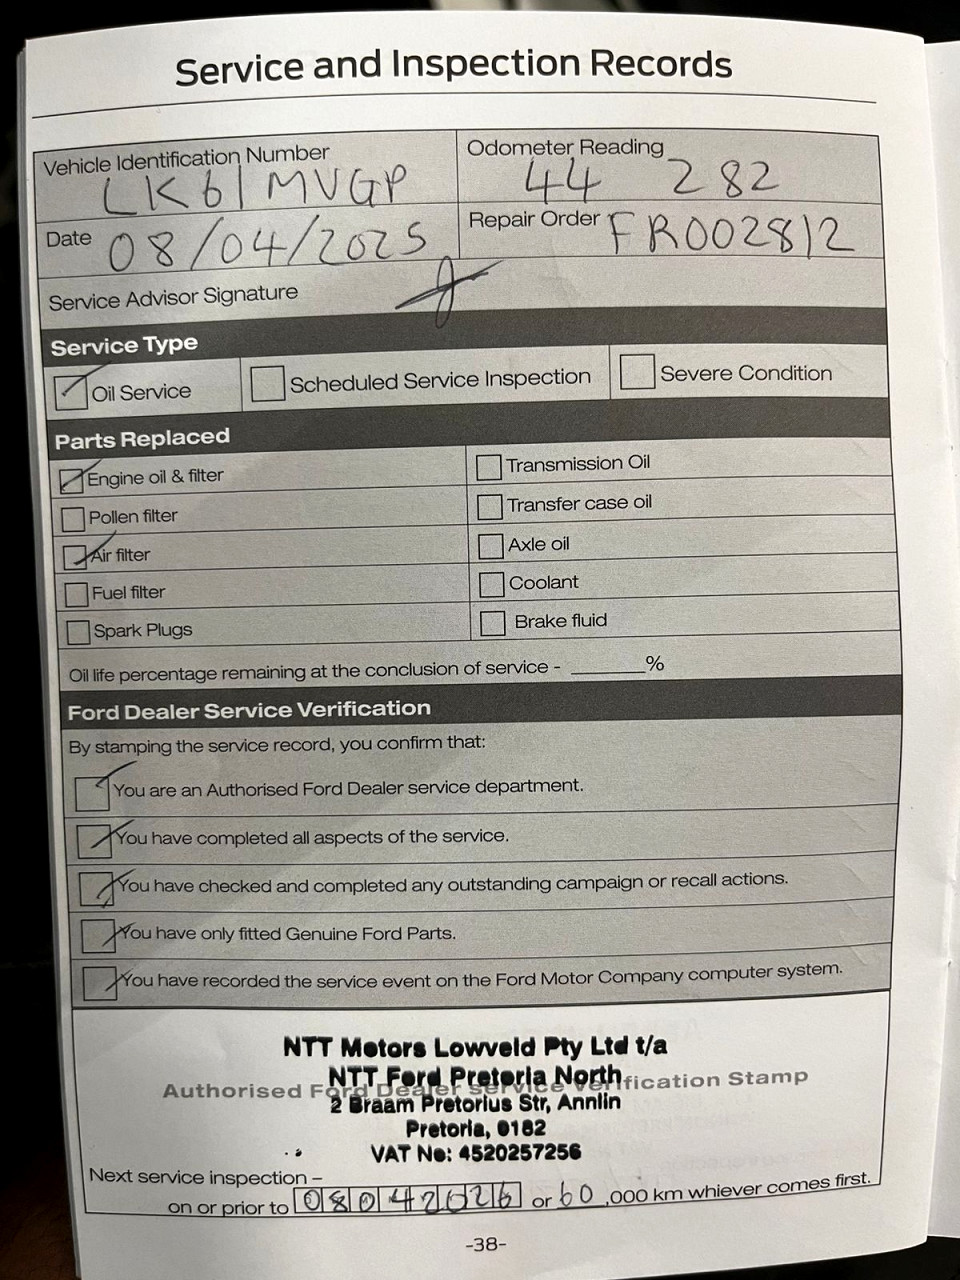 Service and Inspection Records
Vehicle Identification Number
LK61MVGP
Odometer Reading
44 282
Date 08/04/2025
Repair Order FR002812
Service Advisor Signature
Service Type
Oil Service
Scheduled Service Inspection
Severe Condition
Parts Replaced
Engine oil & filter
Transmission Oil
Pollen filter
Transfer case oil
Air filter
Axle oil
Fuel filter
Coolant
Spark Plugs
Brake fluid
Oil life percentage remaining at the conclusion of service - ______%
Ford Dealer Service Verification
By stamping the service record, you confirm that:
You are an Authorised Ford Dealer service department.
You have completed all aspects of the service.
You have checked and completed any outstanding campaign or recall actions.
You have only fitted Genuine Ford Parts.
You have recorded the service event on the Ford Motor Company computer system.
NTT Motors Lowveld Pty Ltd t/a
NTT Ford Pretoria North
Authorised Ford Dealer service Verification Stamp
2 Braam Pretorius Str, Annlin
Pretoria, 0182
VAT No: 4520257256
Next service inspection –
on or prior to 08042026 or 60 ,000 km whiever comes first.
-38-